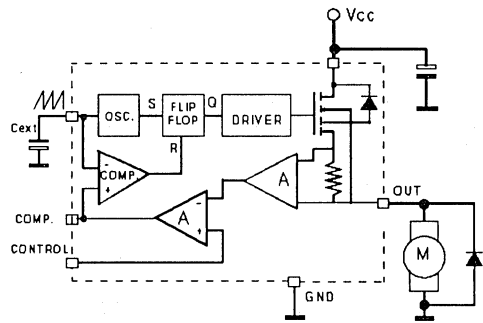 Vcc
Cext
OSC.
S
FLIP
FLOP
Q
DRIVER
R
-
COMP.
+
A
A
-
+
OUT
COMP.
CONTROL
M
GND